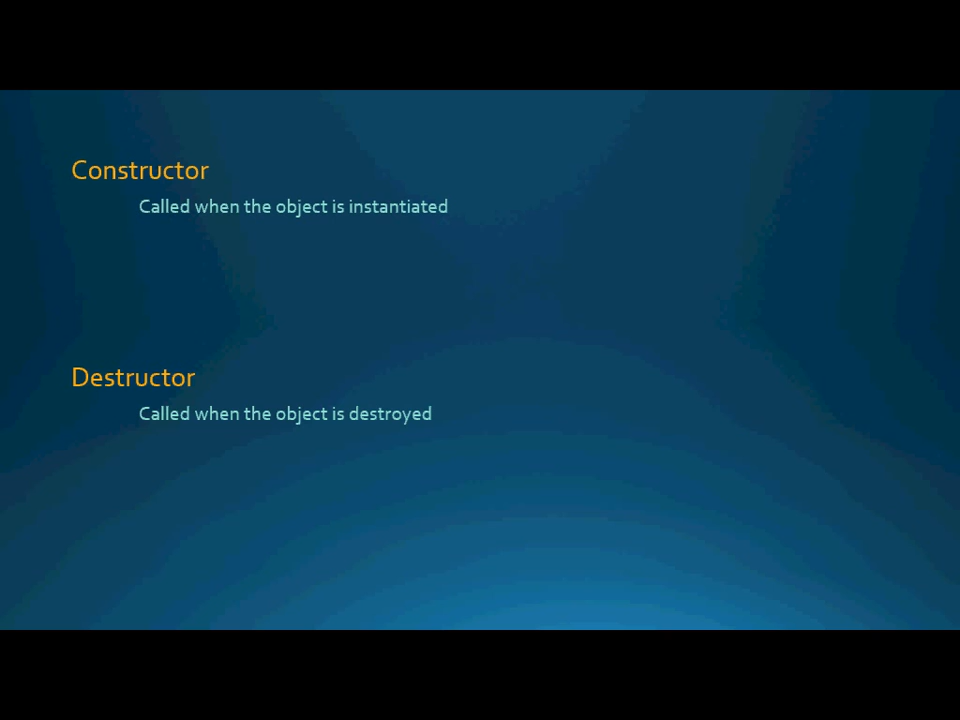 Constructor
Called when the object is instantiated
Destructor
Called when the object is destroyed